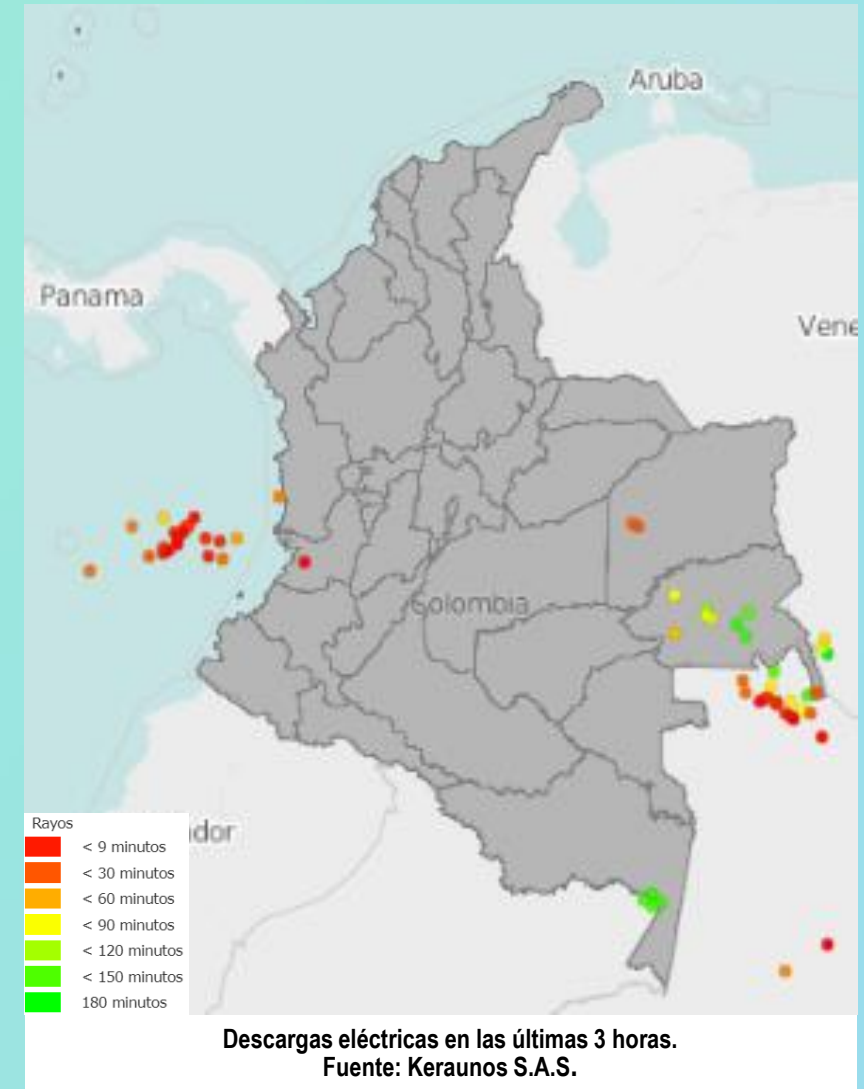 Aruba
Panama
Vene
Colombia
ador
Rayos
< 9 minutos
< 30 minutos
< 60 minutos
< 90 minutos
< 120 minutos
< 150 minutos
180 minutos
Descargas eléctricas en las últimas 3 horas.
Fuente: Keraunos S.A.S.